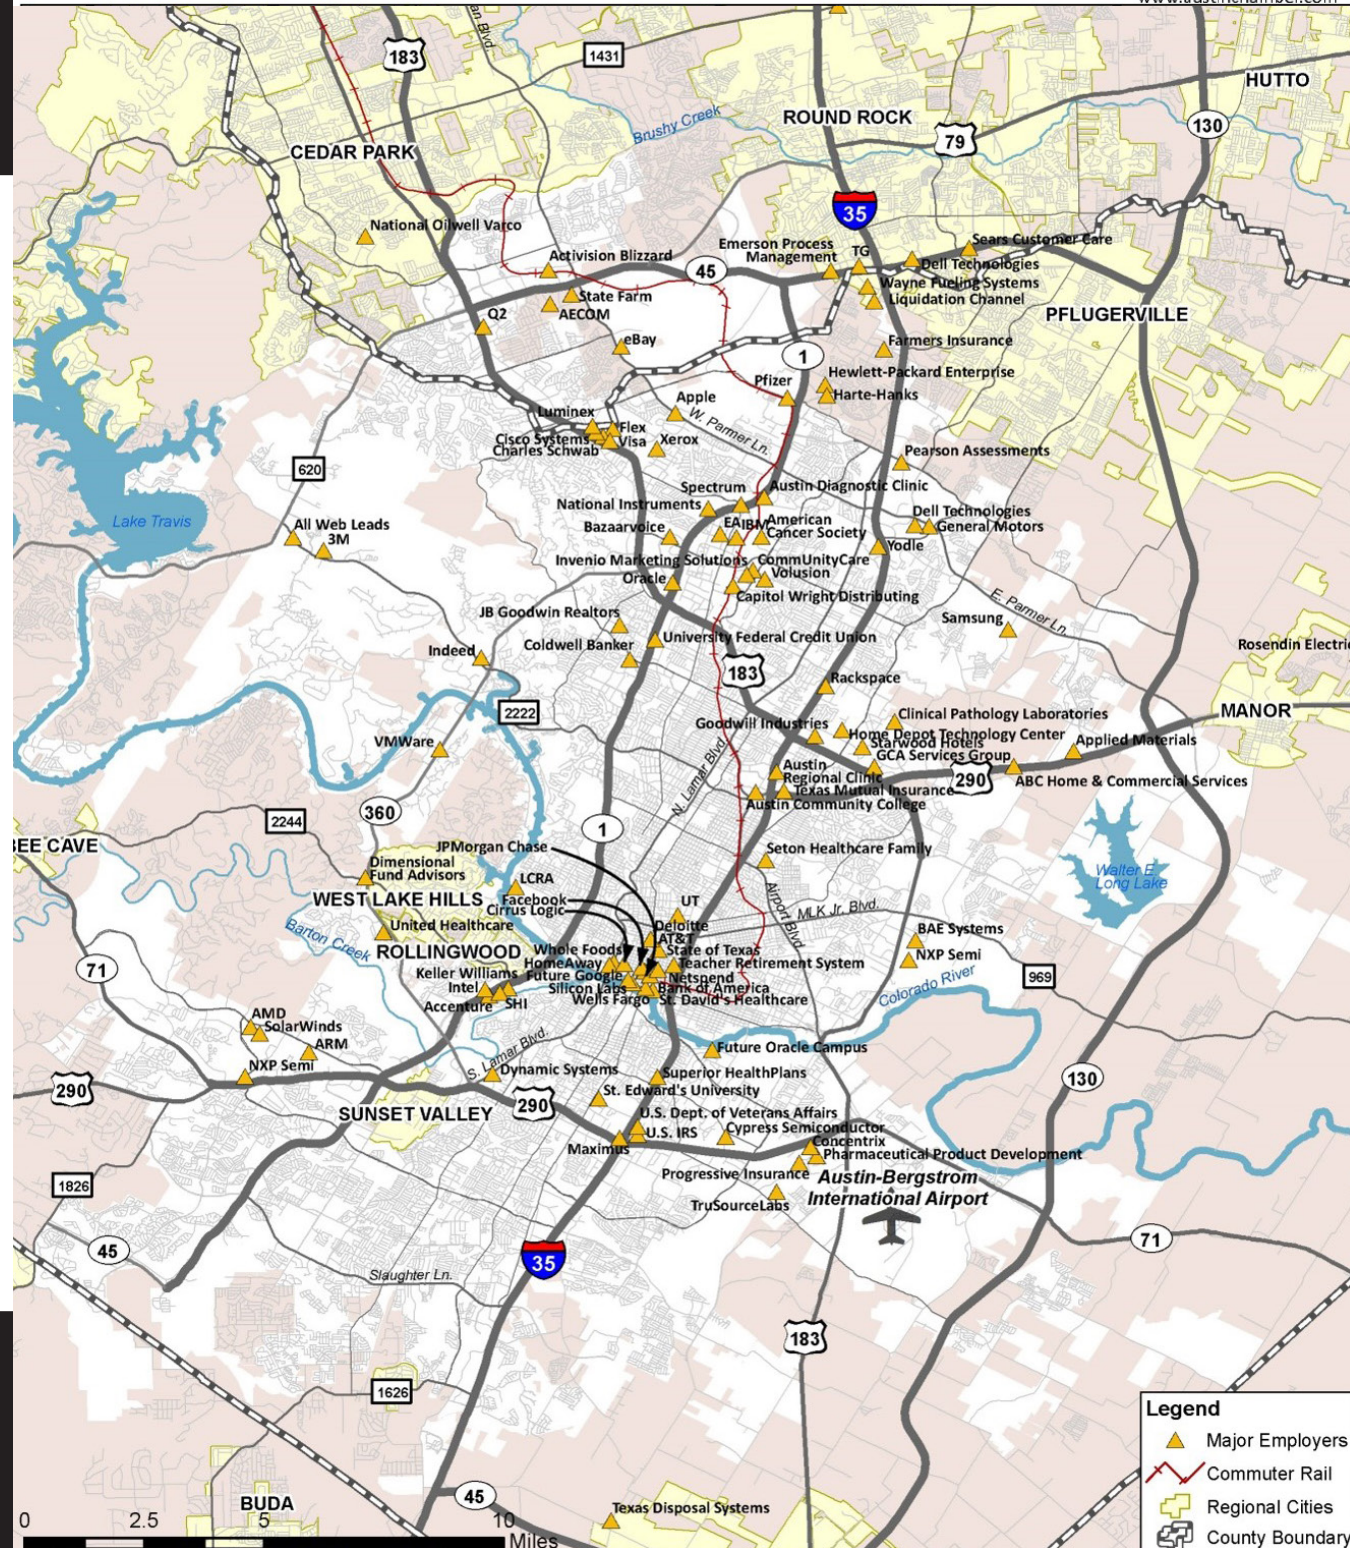 183
1431
HUTTO
ROUND ROCK
Brushy Creek
79
130
CEDAR PARK
35
National Oilwell Varco
Activision Blizzard
Emerson Process
Management
TG
Sears Customer Care
45
Dell Technologies
State Farm
AECOM
Wayne Fueling Systems
Liquidation Channel
Q2
PFLUGERVILLE
eBay
Farmers Insurance
1
Hewlett-Packard Enterprise
Pfizer
Harte-Hanks
Apple
W. Parmer Ln.
Luminex
Flex
Cisco Systems
Visa
Xerox
Charles Schwab
Pearson Assessments
620
Spectrum
Austin Diagnostic Clinic
National Instruments
Lake Travis
All Web Leads
3M
Bazaarvoice
EA
IBM
American
Cancer Society
Dell Technologies
General Motors
Yodle
Invenio Marketing Solutions
CommUnityCare
Oracle
Volusion
Capitol Wright Distributing
E. Parmer Ln.
JB Goodwin Realtors
Samsung
Coldwell Banker
University Federal Credit Union
Rosendin Electri
Indeed
183
Rackspace
2222
MANOR
Clinical Pathology Laboratories
Goodwill Industries
Home Depot Technology Center
Starwood Hotels
Applied Materials
VMWare
GCA Services Group
N. Lamar Blvd.
Austin
Regional Clinic
290
ABC Home & Commercial Services
Texas Mutual Insurance
Austin Community College
360
2244
1
BEE CAVE
JPMorgan Chase
Seton Healthcare Family
Dimensional
Fund Advisors
Walter E
Long Lake
LCRA
WEST LAKE HILLS
Facebook
Cirrus Logic
UT
Airport Blvd.
MLK Jr. Blvd.
Barton Creek
United Healthcare
Deloitte
AT&T
BAE Systems
ROLLINGWOOD
Whole Foods
State of Texas
NXP Semi
HomeAway
Teacher Retirement System
71
Keller Williams
Future Google
Netspend
Colorado River
969
Intel
Silicon Labs
Bank of America
Accenture
SHI
Wells Fargo
St. David's Healthcare
AMD
SolarWinds
ARM
S. Lamar Blvd.
Future Oracle Campus
NXP Semi
Dynamic Systems
Superior HealthPlans
130
290
St. Edward's University
290
SUNSET VALLEY
U.S. Dept. of Veterans Affairs
U.S. IRS
Cypress Semiconductor
Maximus
Concentrix
Pharmaceutical Product Development
Progressive Insurance
Austin-Bergstrom
International Airport
1826
TruSourceLabs
45
35
71
Slaughter Ln.
183
1626
Legend
Major Employers
Commuter Rail
45
BUDA
Texas Disposal Systems
Regional Cities
0 2.5 5 10
Miles
County Boundary